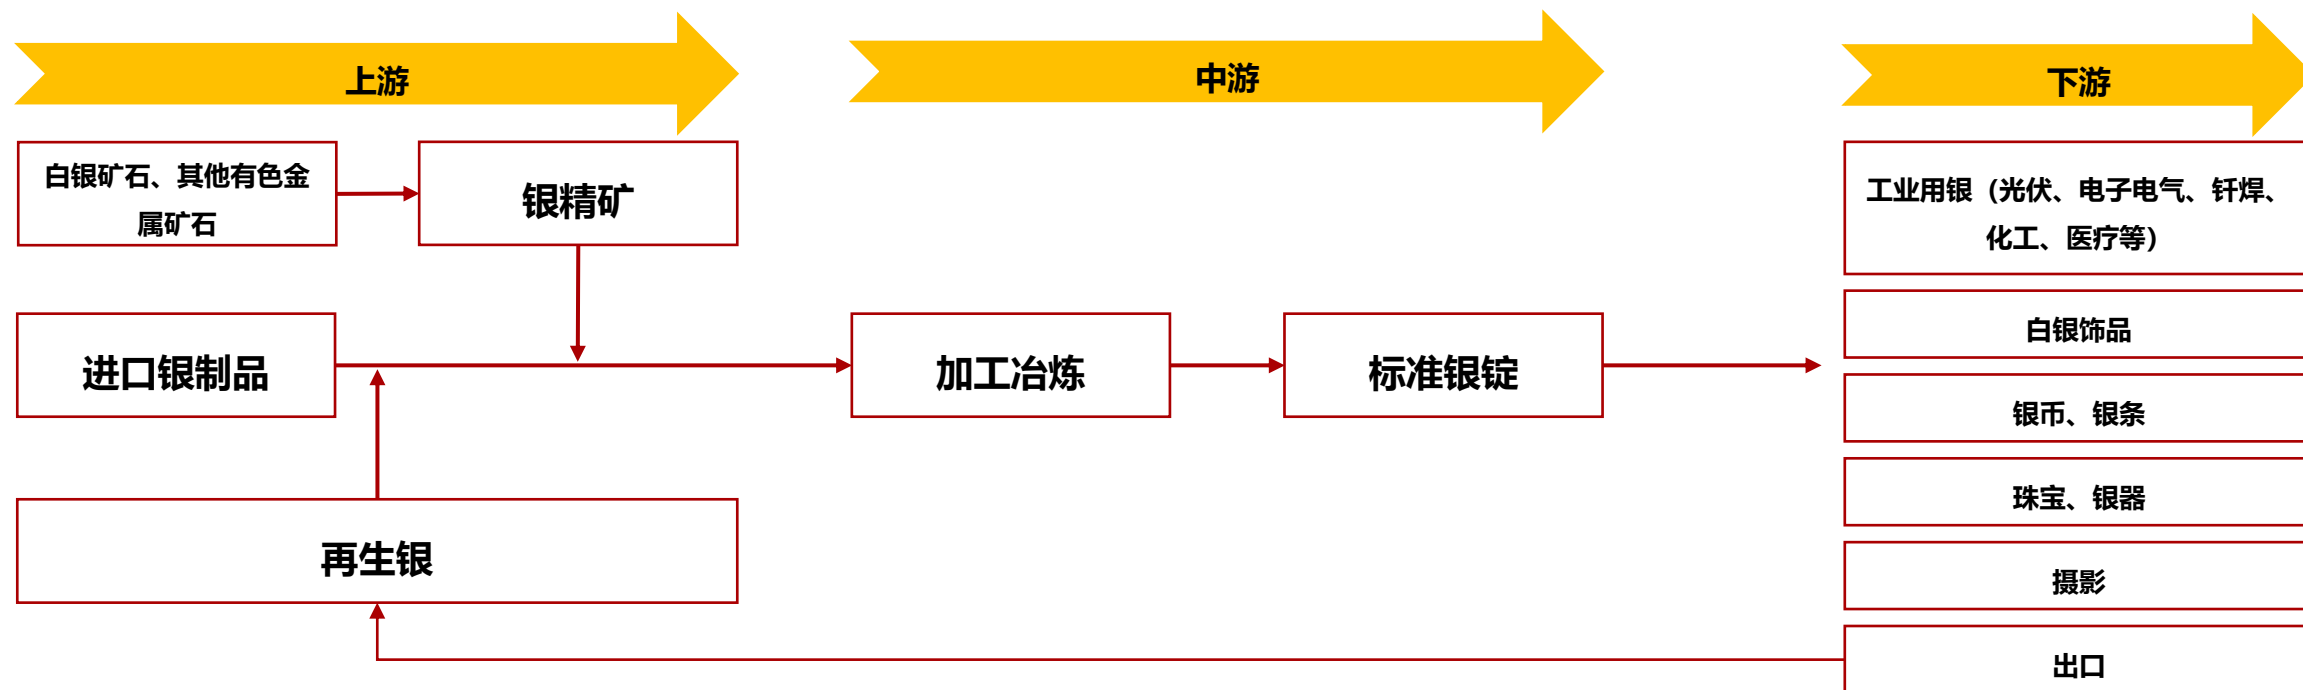 上游
中游
下游
白银矿石、其他有色金
属矿石
银精矿
工业用银（光伏、电子电气、钎焊、
化工、医疗等）
进口银制品
加工冶炼
标准银锭
白银饰品
银币、银条
珠宝、银器
再生银
摄影
出口